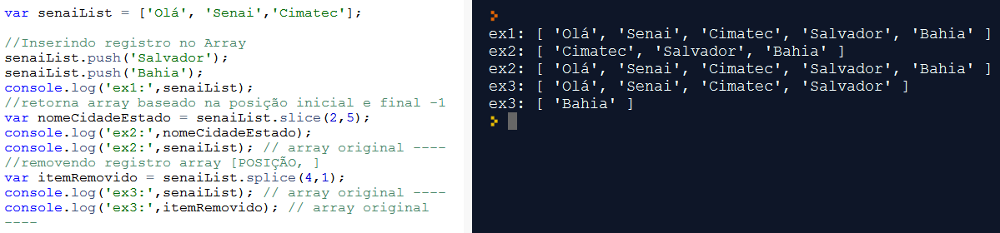 var senaiList = ['Olá', 'Senai','Cimatec'];
//Inserindo registro no Array
senaiList.push('Salvador');
senaiList.push('Bahia');
console.log('ex1:',senaiList);
//retorna array baseado na posição inicial e final -1
var nomeCidadeEstado = senaiList.slice(2,5);
console.log('ex2:',nomeCidadeEstado);
console.log('ex2:',senaiList); // array original ----
//removendo registro array [POSIÇÃO, ]
var itemRemovido = senaiList.splice(4,1);
console.log('ex3:',senaiList); // array original ----
console.log('ex3:',itemRemovido); // array original
----
>
ex1: [ 'Olá', 'Senai', 'Cimatec', 'Salvador', 'Bahia' ]
ex2: [ 'Cimatec', 'Salvador', 'Bahia' ]
ex2: [ 'Olá', 'Senai', 'Cimatec', 'Salvador', 'Bahia' ]
ex3: [ 'Olá', 'Senai', 'Cimatec', 'Salvador' ]
ex3: [ 'Bahia' ]
>